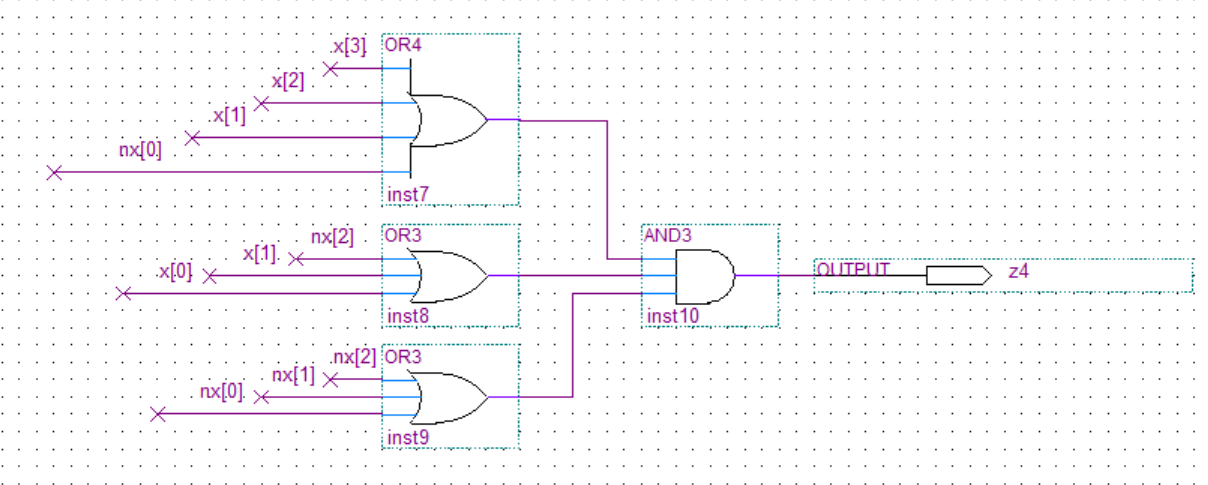 x[3]
OR4
x[2]
x[1]
nx[0]
inst7
nx[2]
OR3
x[1]
x[0]
inst8
AND3
inst10
OUTPUT
z4
nx[2]
OR3
nx[1]
nx[0]
inst9